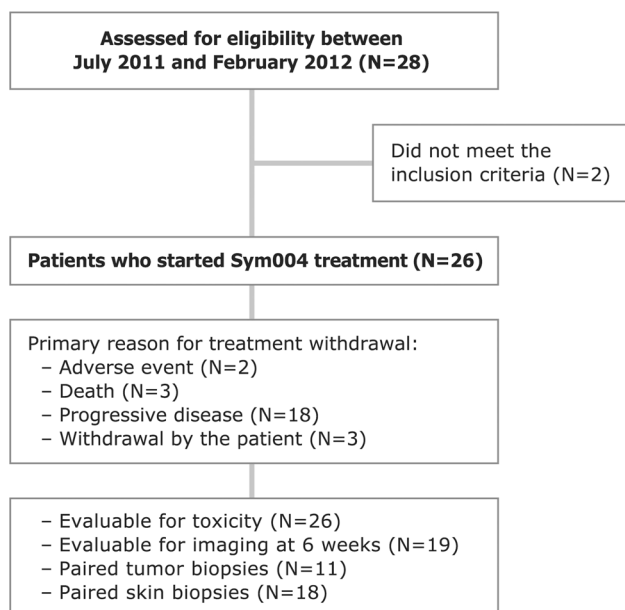 Assessed for eligibility between
July 2011 and February 2012 (N=28)
Did not meet the
inclusion criteria (N=2)
Patients who started Sym004 treatment (N=26)
Primary reason for treatment withdrawal:
– Adverse event (N=2)
– Death (N=3)
– Progressive disease (N=18)
– Withdrawal by the patient (N=3)
– Evaluable for toxicity (N=26)
– Evaluable for imaging at 6 weeks (N=19)
– Paired tumor biopsies (N=11)
– Paired skin biopsies (N=18)